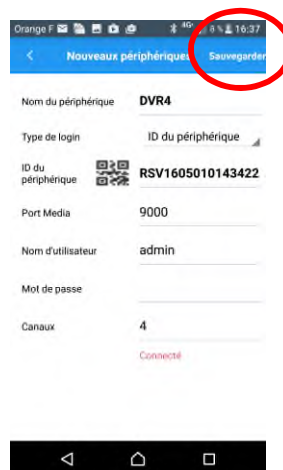 Orange F 4G 16:37
< Nouveaux périphériques Sauvegarder
Nom du périphérique DVR4
Type de login ID du périphérique
ID du périphérique RSV1605010143422
Port Media 9000
Nom d'utilisateur admin
Mot de passe
Canaux 4
Connecté